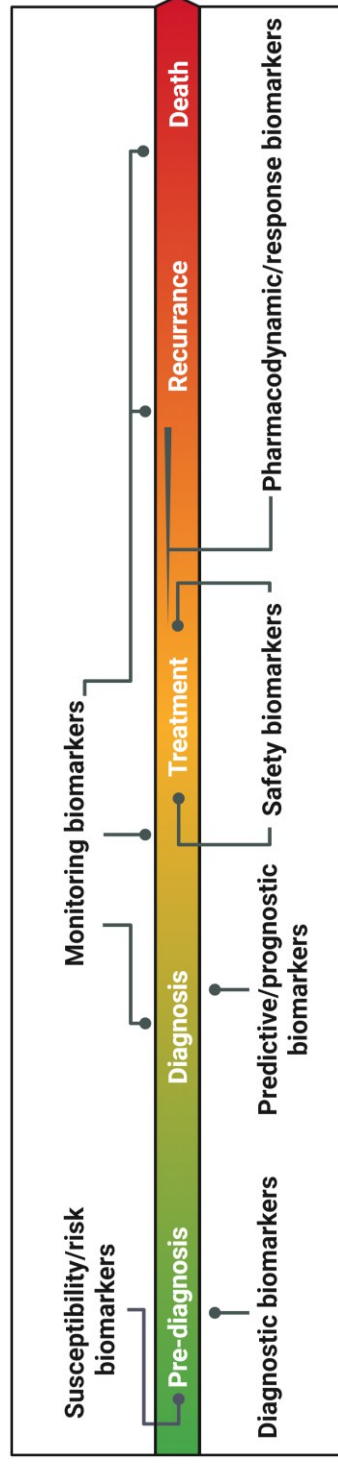 Susceptibility/risk
biomarkers
Monitoring biomarkers
Pre-diagnosis
Diagnosis
Treatment
Recurrance
Death
Diagnostic biomarkers
Predictive/prognostic
biomarkers
Safety biomarkers
Pharmacodynamic/response biomarkers